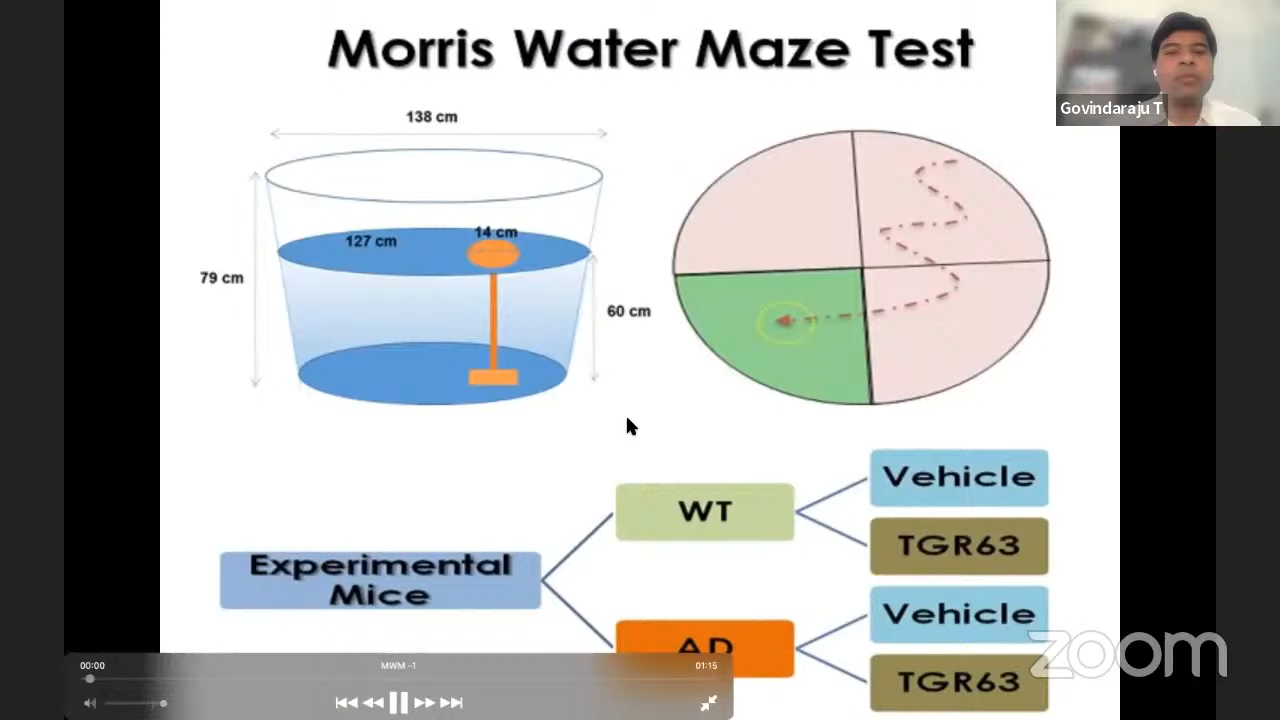 Morris Water Maze Test
Govindaraju T
138 cm
127 cm
14 cm
79 cm
60 cm
Experimental
Mice
WT
AD
Vehicle
TGR63
Vehicle
TGR63
00:00
MWM -1
01:15
zoom